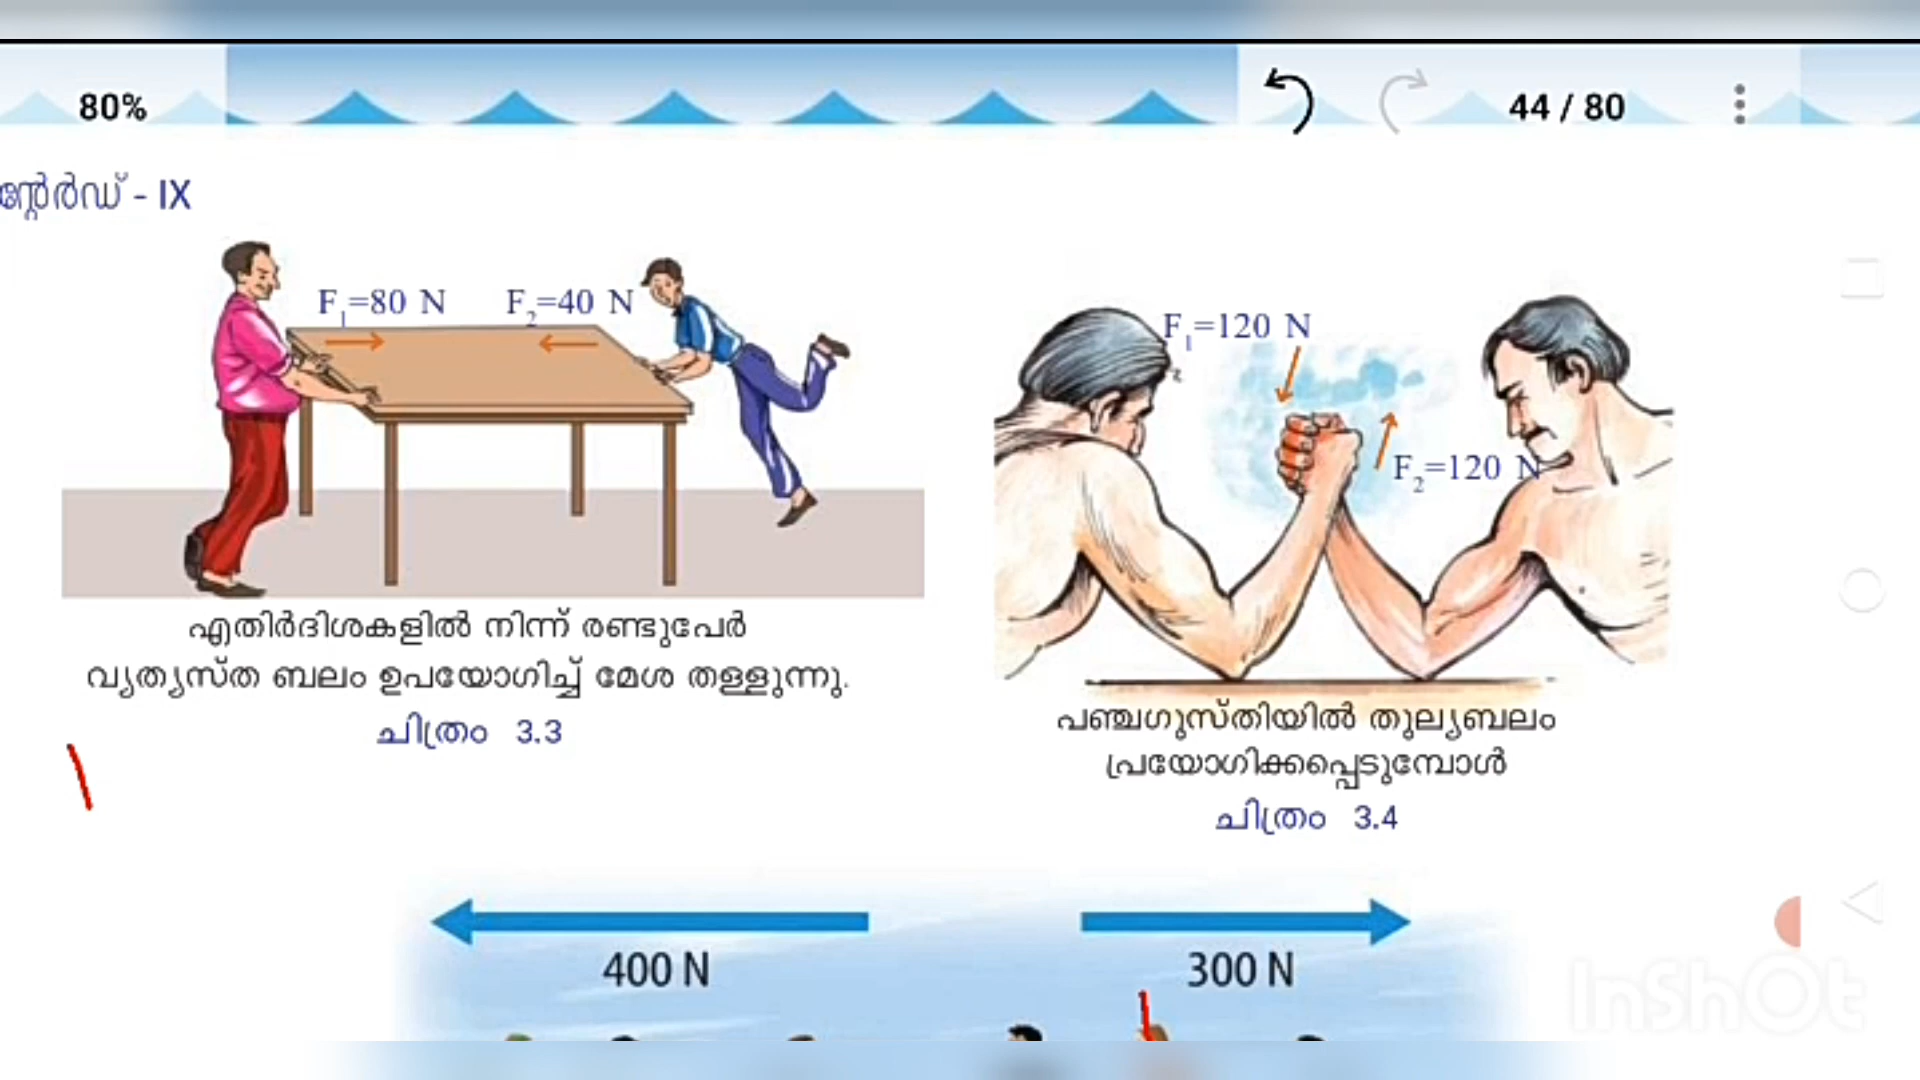 80%
44 / 80
ന്റേർഡ് - IX
F₁=80 N F₂=40 N
F₁=120 N
F₂=120 N
എതിർദിശകളിൽ നിന്ന് രണ്ടുപേർ
വ്യത്യസ്ത ബലം ഉപയോഗിച്ച് മേശ തള്ളുന്നു.
ചിത്രം 3.3
പഞ്ചഗുസ്തിയിൽ തുല്യബലം
പ്രയോഗിക്കപ്പെടുമ്പോൾ
ചിത്രം 3.4
400 N
300 N
InShOt